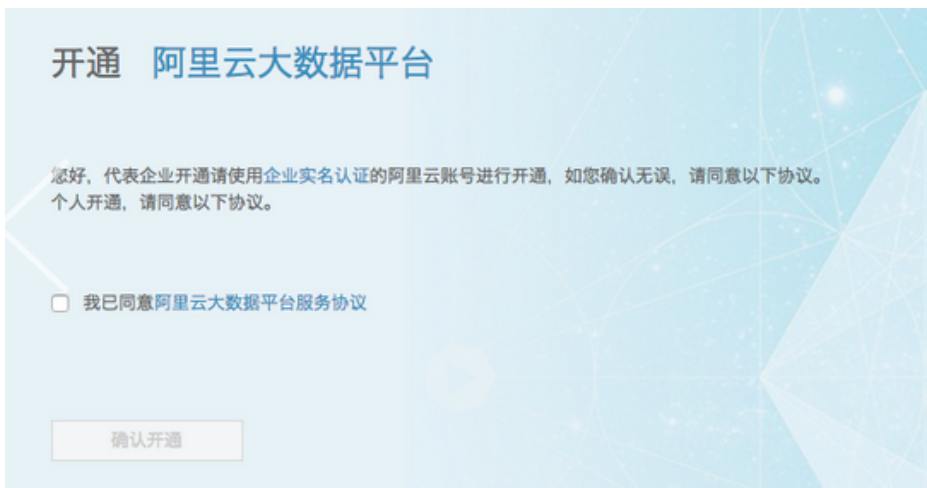 开通 阿里云大数据平台
您好，代表企业开通请使用企业实名认证的阿里云账号进行开通，如您确认无误，请同意以下协议。
个人开通，请同意以下协议。
我已同意阿里云大数据平台服务协议
确认开通